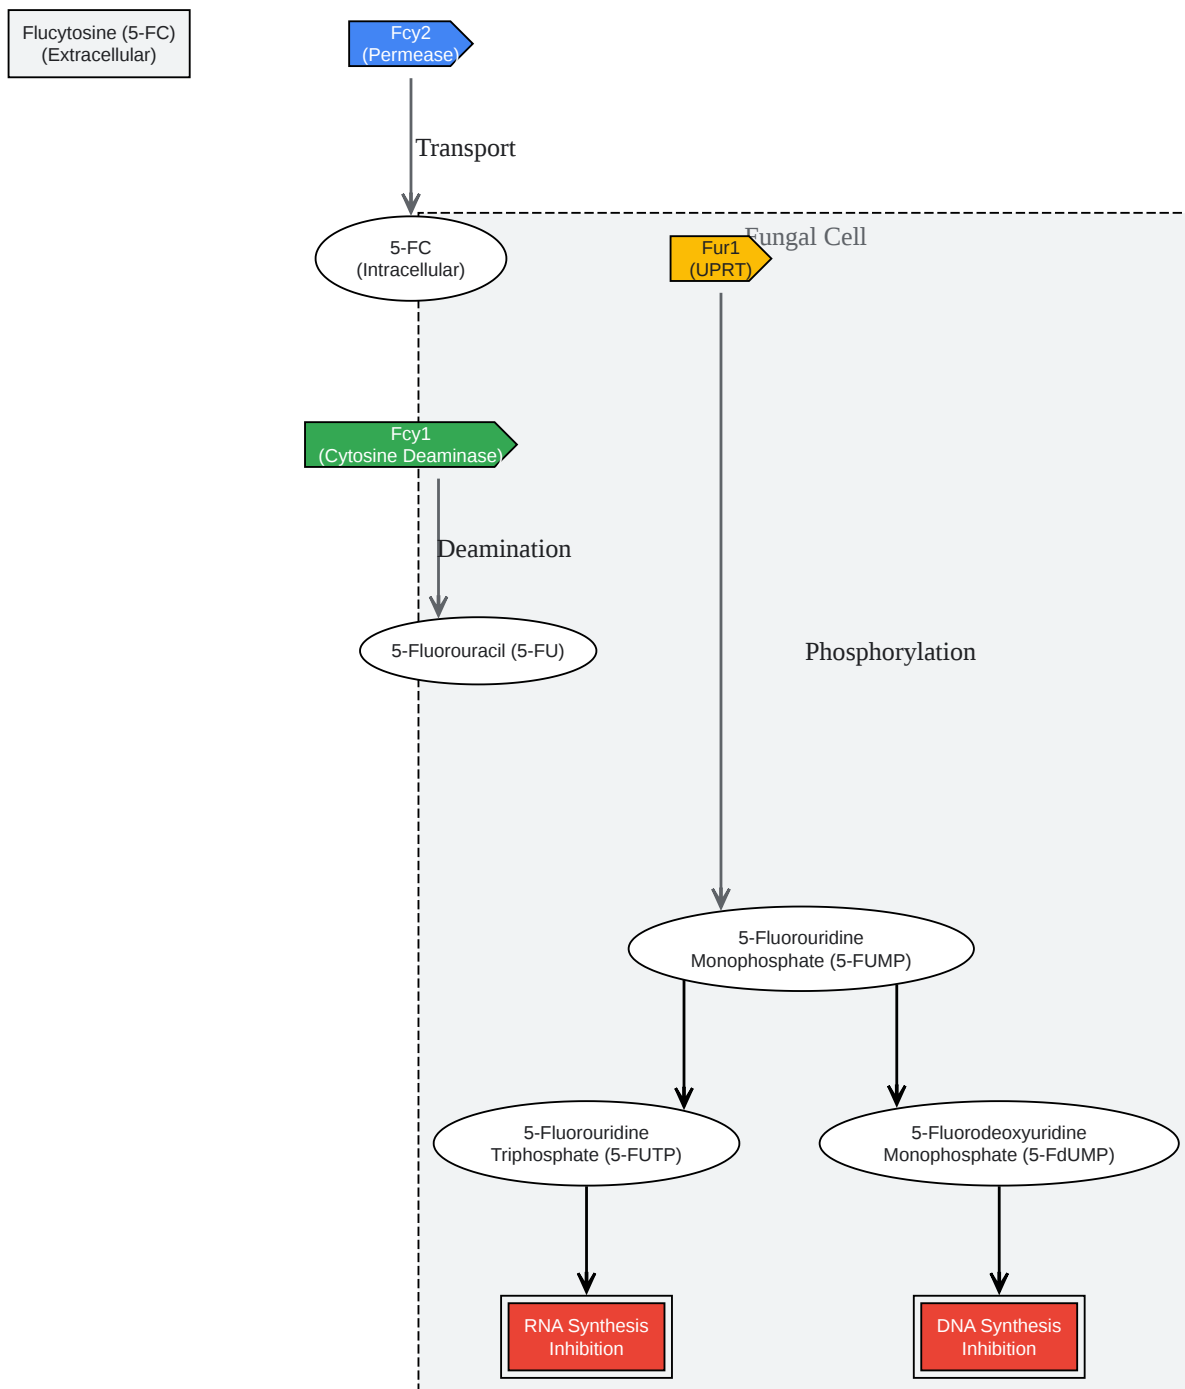 Flucytosine (5-FC)
(Extracellular)
Fcy2
(Permease)
Transport
5-FC
(Intracellular)
Fungal Cell
Fur1
(UPRT)
Fcy1
(Cytosine Deaminase)
Deamination
5-Fluorouracil (5-FU)
Phosphorylation
5-Fluorouridine
Monophosphate (5-FUMP)
5-Fluorouridine
Triphosphate (5-FUTP)
5-Fluorodeoxyuridine
Monophosphate (5-FdUMP)
RNA Synthesis
Inhibition
DNA Synthesis
Inhibition